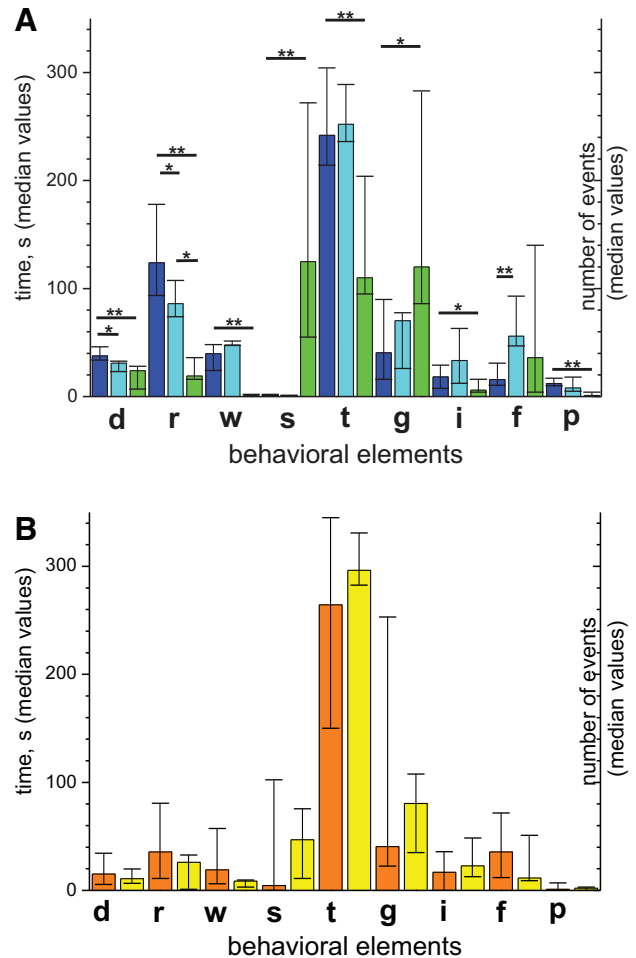 A
time, s (median values)
300
200
100
0
** * ** * * ** ** ** * * ** **
number of events
(median values)
d r w s t g i f p
behavioral elements
B
time, s (median values)
300
200
100
0
number of events
(median values)
d r w s t g i f p
behavioral elements